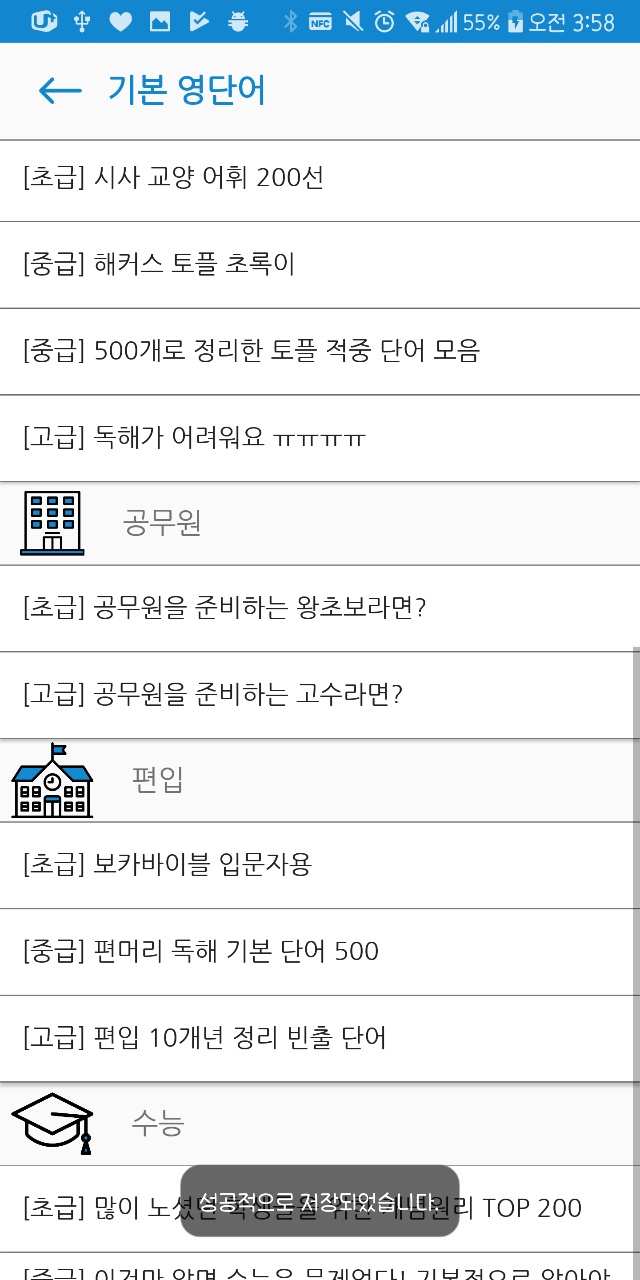 NFC 55% 오전 3:58
기본 영단어
[초급] 시사 교양 어휘 200선
[중급] 해커스 토플 초록이
[중급] 500개로 정리한 토플 적중 단어 모음
[고급] 독해가 어려워요 ㅠㅠㅠㅠ
공무원
[초급] 공무원을 준비하는 왕초보라면?
[고급] 공무원을 준비하는 고수라면?
편입
[초급] 보카바이블 입문자용
[중급] 편머리 독해 기본 단어 500
[고급] 편입 10개년 정리 빈출 단어
수능
[초급] 많이 개념원리 TOP 200
성공적으로 저장되었습니다.